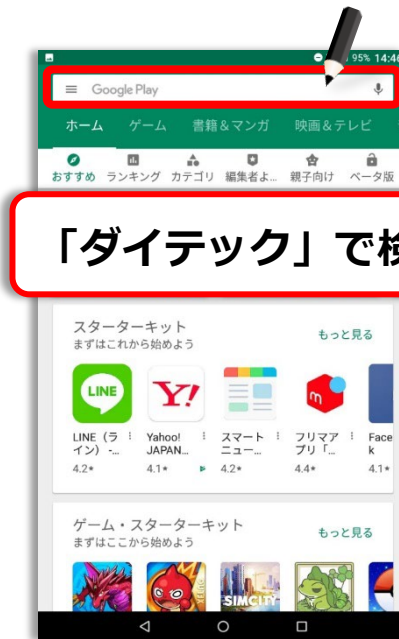 95% 14:46
Google Play
ホーム ゲーム 書籍＆マンガ 映画＆テレビ
おすすめ ランキング カテゴリ 編集者よ... 親子向け ベータ版
「ダイテック」で検
スターターキット もっと見る
まずはこれから始めよう
LINE Y!
LINE（ライン） -... Yahoo! JAPAN... スマートニュー... フリマアプリ「... Face k
4.2★ 4.1★ 4.2★ 4.4★ 4.1★
ゲーム・スターターキット もっと見る
まずはここから始めよう
SIMCITY